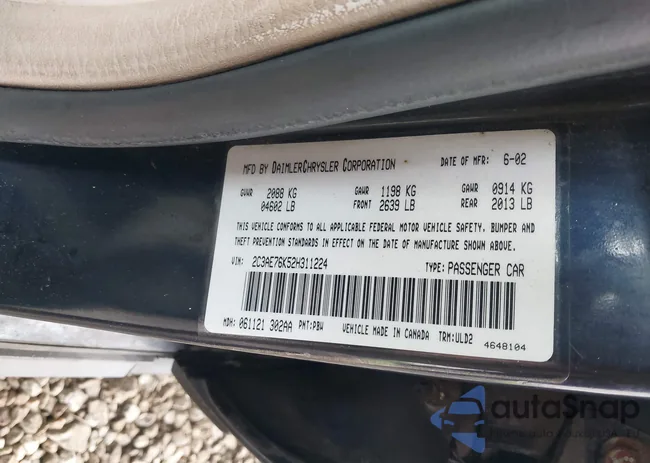 MFD BY DAIMLERCHRYSLER CORPORATION DATE OF MFR: 6-02
GVWR 2088 KG GAWR 1198 KG GAWR 0914 KG
04602 LB FRONT 2639 LB REAR 2013 LB
THIS VEHICLE CONFORMS TO ALL APPLICABLE FEDERAL MOTOR VEHICLE SAFETY, BUMPER AND
THEFT PREVENTION STANDARDS IN EFFECT ON THE DATE OF MANUFACTURE SHOWN ABOVE.
VIN: 2C3AE76K52H311224 TYPE: PASSENGER CAR
MDH: 061121 302AA PNT: PBW VEHICLE MADE IN CANADA TRM: ULD2
4648104
autaSnap